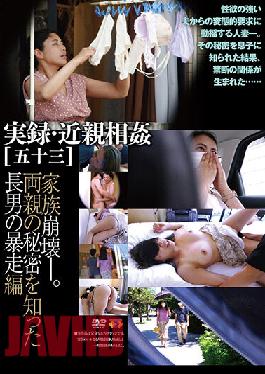 性欲の強い
夫からの変態的要求に
動揺する人妻―。
その秘密を息子に
知られた結果、
禁断の関係が
生まれた……
実録・近親相姦
[五十三]
家族崩壊―。
両親の秘密を知った
長男の暴走編